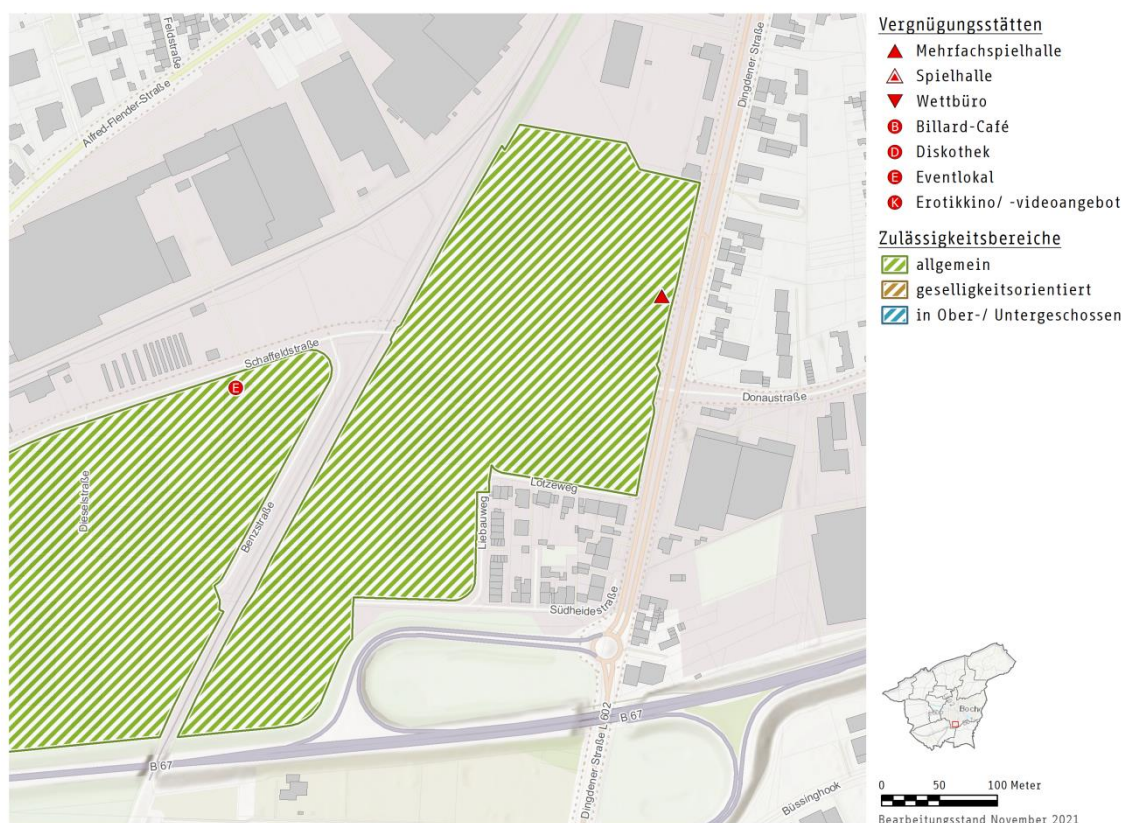 Vergnügungsstätten
Mehrfachspielhalle
Spielhalle
Wettbüro
B Billard-Café
D Diskothek
E Eventlokal
K Erotikkino/ -videoangebot
Zulässigkeitsbereiche
allgemein
geselligkeitsorientiert
in Ober-/ Untergeschossen
Feldstraße
Alfred-Flender-Straße
Dingdener Straße
Schaffeldstraße
E
Donaustraße
Dieselstraße
Benzstraße
Lötzeweg
Liebauweg
Südheidestraße
B 67
B 67
Dingdener Straße L 602
Büssinghook
0 50 100 Meter
Bearbeitungsstand November 2021